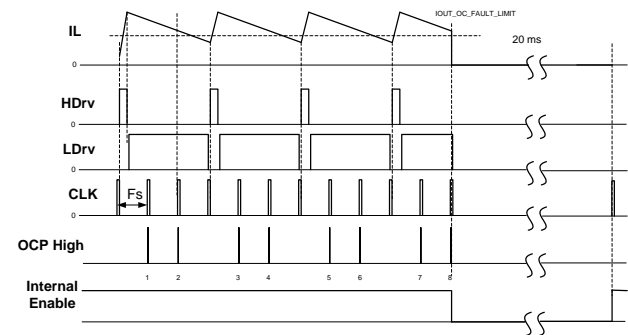 IOUT_OC_FAULT_LIMIT
IL
20 ms
0
HDrv
0
LDrv
0
CLK
Fs
0
OCP High
1 2 3 4 5 6 7 8
Internal
Enable